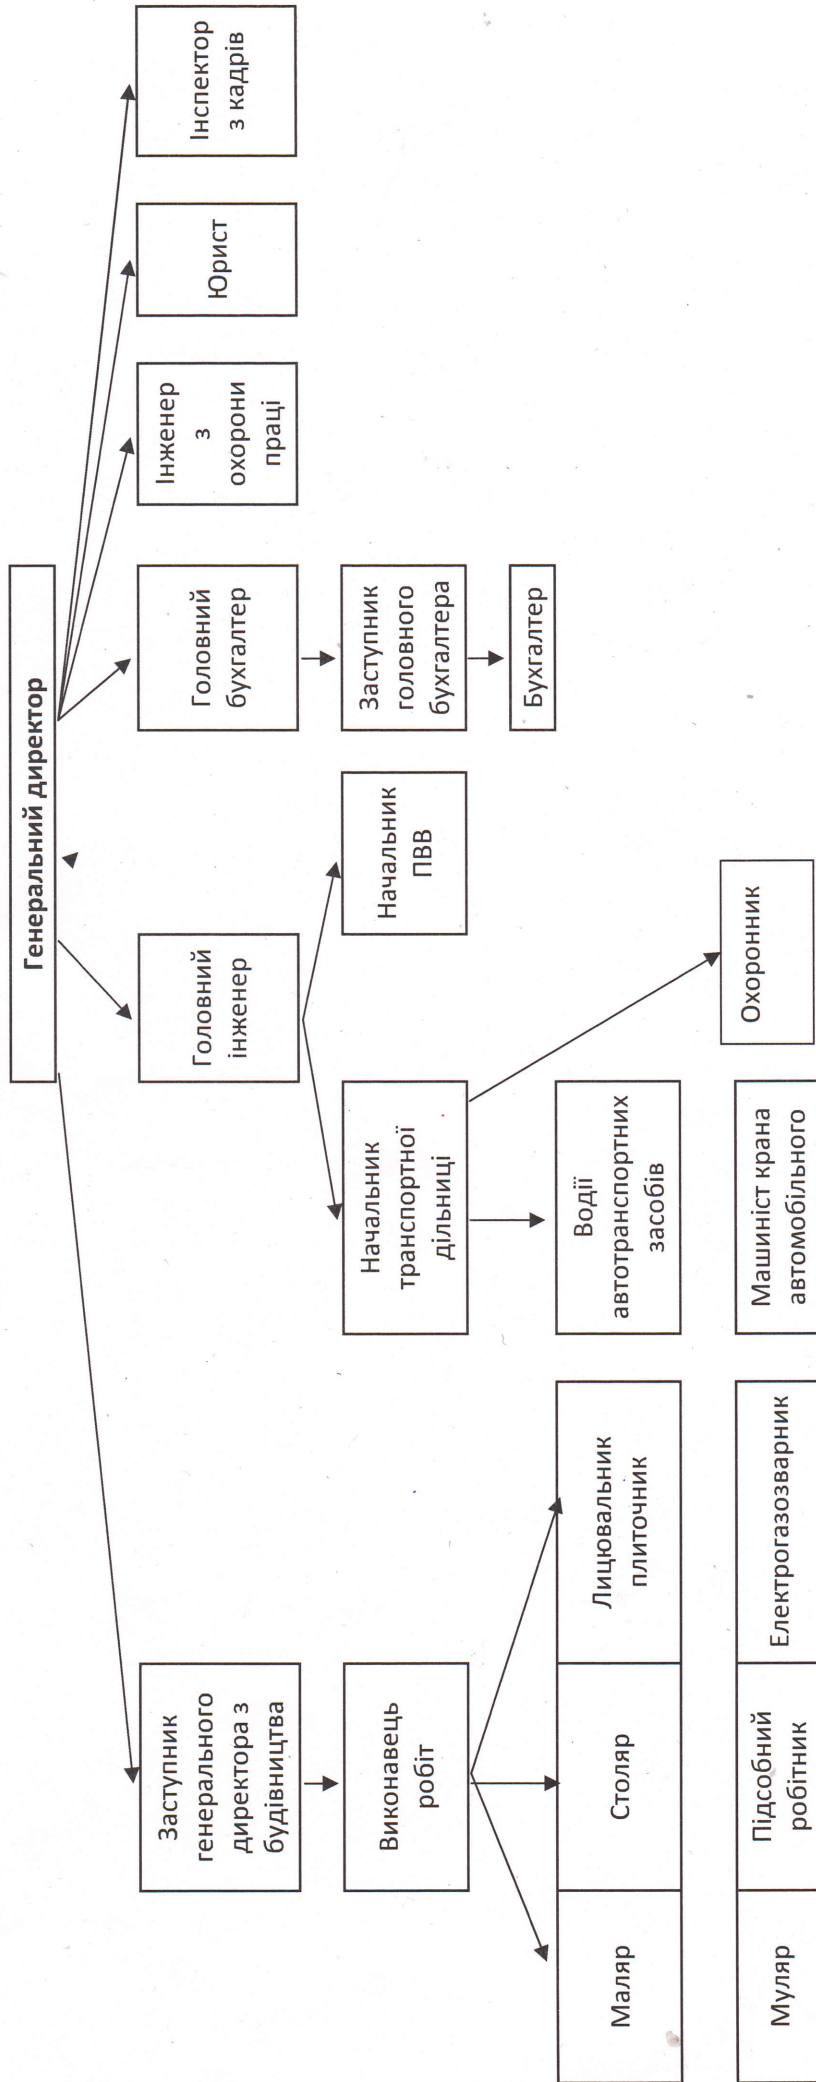 Генеральний директор
Заступник
генерального
директора з
будівництва
Головний
інженер
Головний
бухгалтер
Інженер
з
охорони
праці
Юрист
Інспектор
з кадрів
Виконавець
робіт
Начальник
транспортної
дільниці
Начальник
ПВВ
Заступник
головного
бухгалтера
Бухгалтер
Маляр
Столяр
Лицювальник
плиточник
Водії
автотранспортних
засобів
Охоронник
Муляр
Підсобний
робітник
Електрогазозварник
Машиніст крана
автомобільного